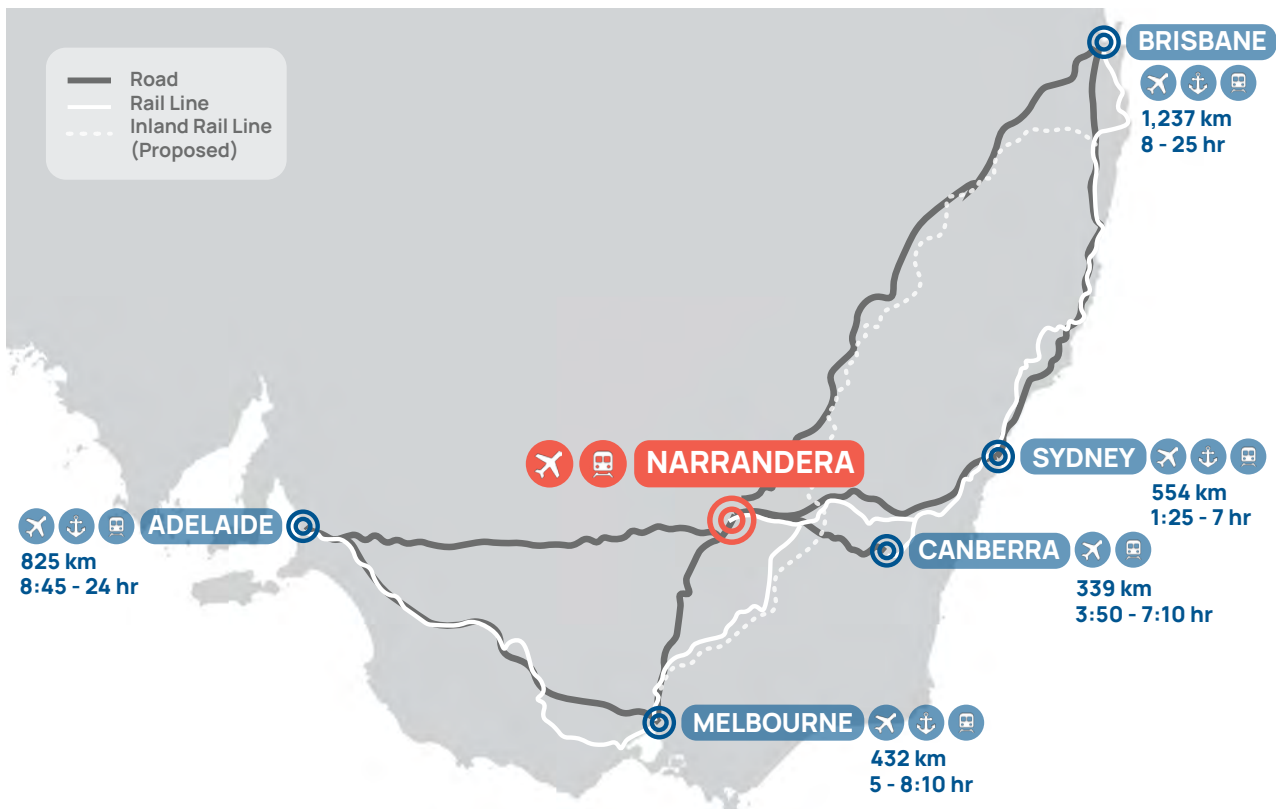 Road
Rail Line
Inland Rail Line
(Proposed)
BRISBANE
1,237 km
8 - 25 hr
NARRANDERA
SYDNEY
554 km
1:25 - 7 hr
ADELAIDE
825 km
8:45 - 24 hr
CANBERRA
339 km
3:50 - 7:10 hr
MELBOURNE
432 km
5 - 8:10 hr